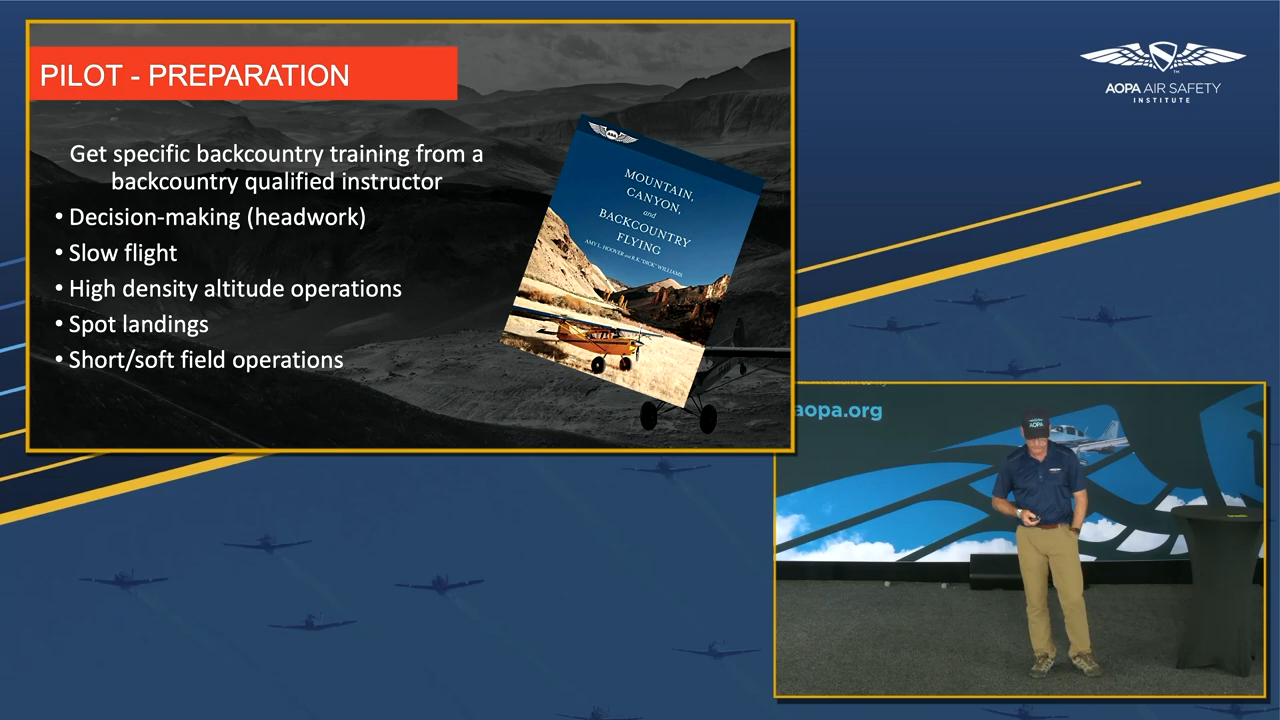 PILOT - PREPARATION
Get specific backcountry training from a
backcountry qualified instructor
• Decision-making (headwork)
• Slow flight
• High density altitude operations
• Spot landings
• Short/soft field operations
ASA
MOUNTAIN,
CANYON,
and
BACKCOUNTRY
FLYING
AMY L. HOOVER and R.K. "DICK" WILLIAMS
AOPA AIR SAFETY
INSTITUTE
TM
aopa.org
AOPA